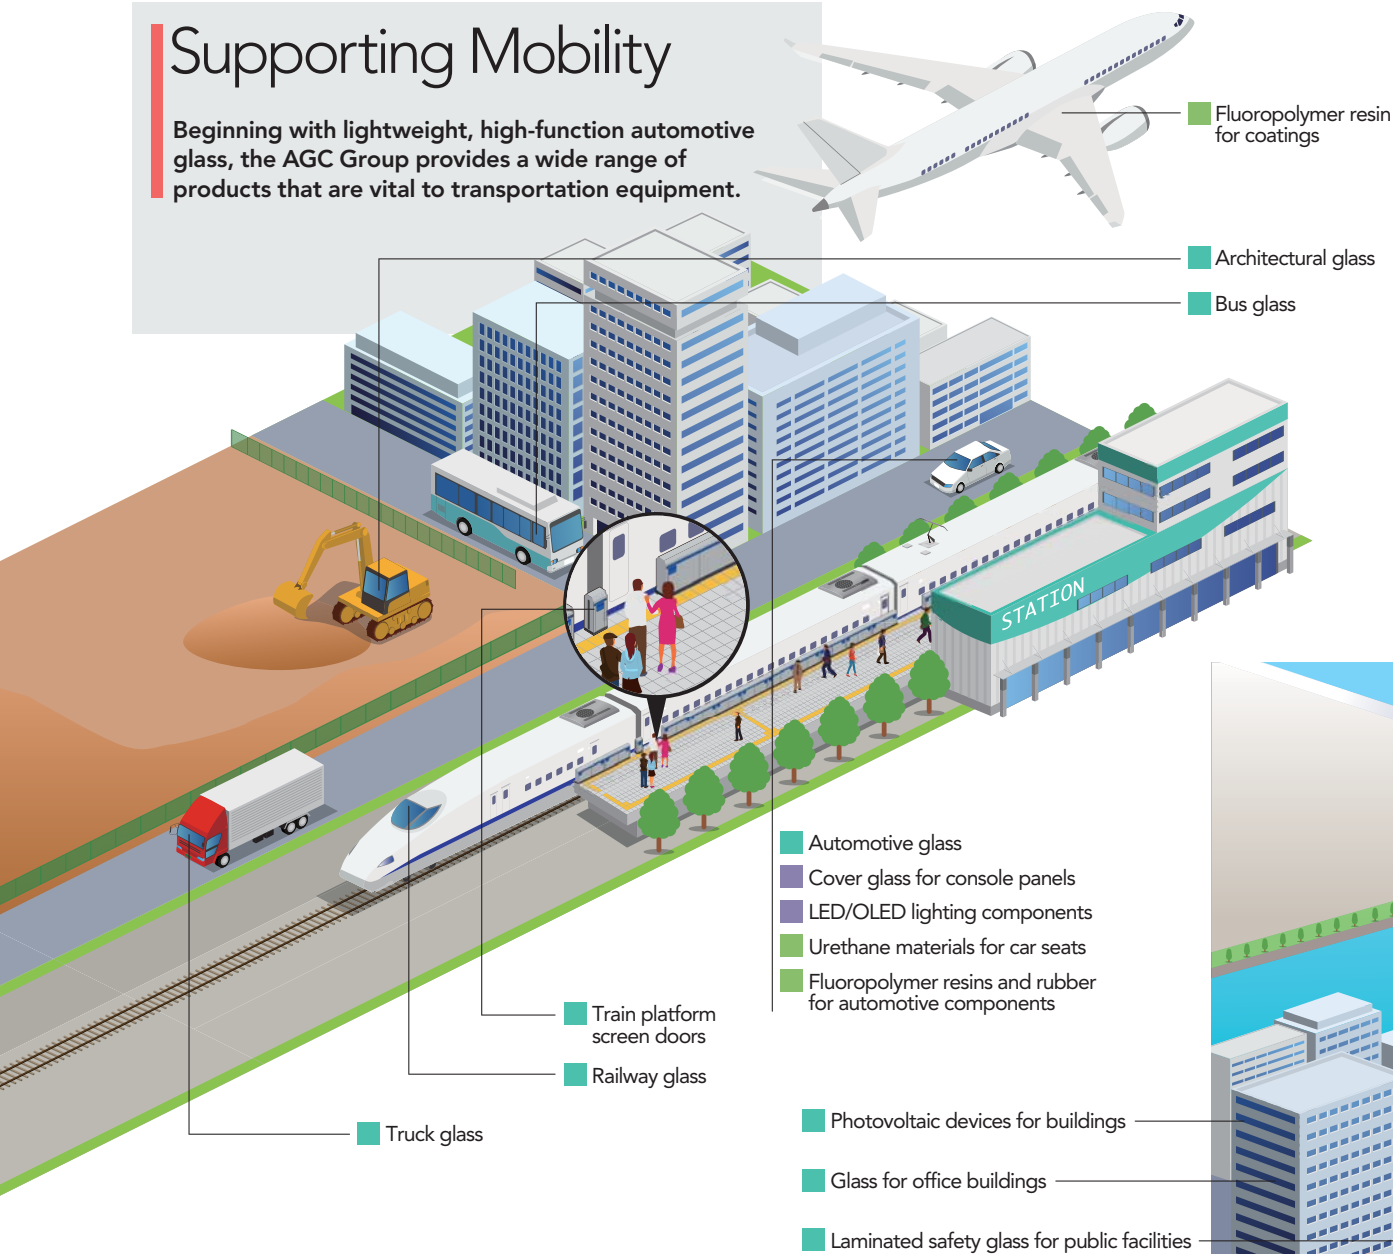 Supporting Mobility
Beginning with lightweight, high-function automotive
glass, the AGC Group provides a wide range of
products that are vital to transportation equipment.
Fluoropolymer resin
for coatings
Architectural glass
Bus glass
STATION
Automotive glass
Cover glass for console panels
LED/OLED lighting components
Urethane materials for car seats
Fluoropolymer resins and rubber
for automotive components
Train platform
screen doors
Railway glass
Truck glass
Photovoltaic devices for buildings
Glass for office buildings
Laminated safety glass for public facilities